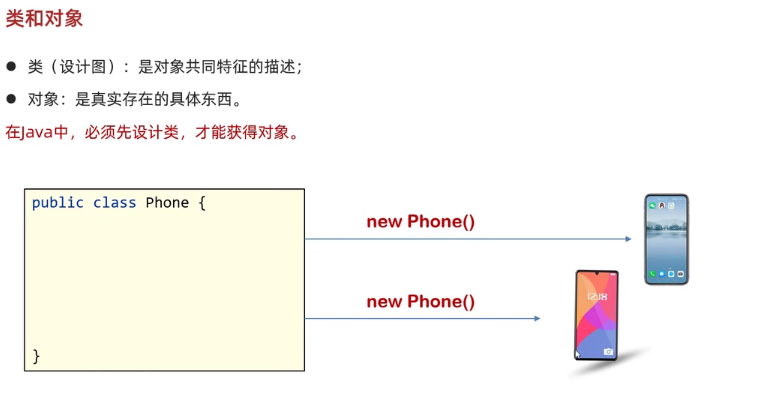 类和对象
● 类（设计图）：是对象共同特征的描述；
● 对象：是真实存在的具体东西。
在Java中，必须先设计类，才能获得对象。
public class Phone {
new Phone()
new Phone()
12:18
}